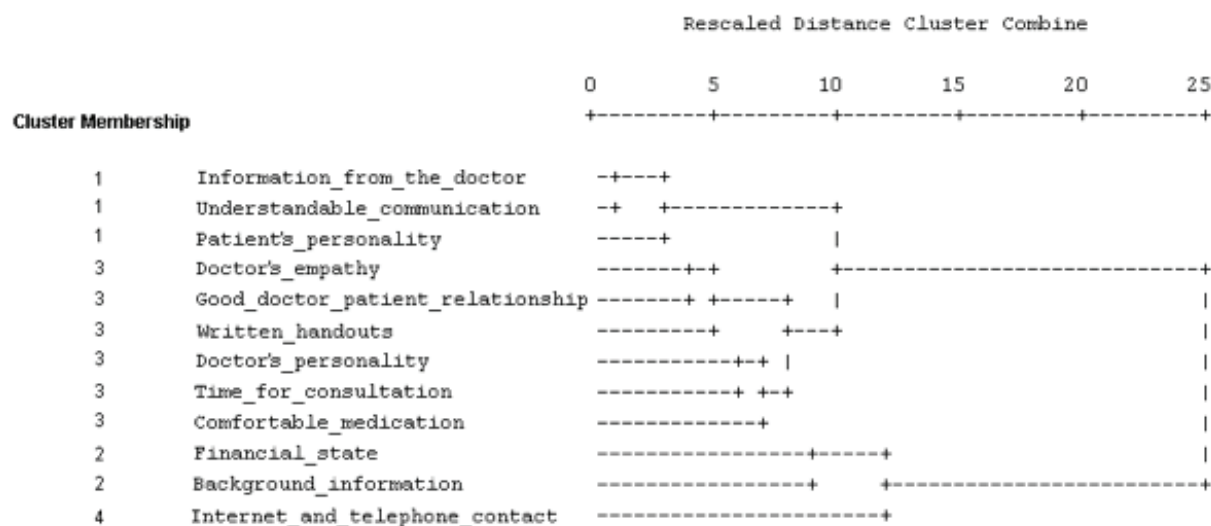 Rescaled Distance Cluster Combine
0 5 10 15 20 25
Cluster Membership +---------+---------+---------+---------+---------+
1 Information_from_the_doctor -+---+
1 Understandable_communication -+ +-------------+
1 Patient's_personality -----+ |
3 Doctor's_empathy -------+-+ +-----------------------------+
3 Good_doctor_patient_relationship -------+ +-----+ | |
3 Written_handouts ---------+ +---+ |
3 Doctor's_personality -----------+-+ | |
3 Time_for_consultation -----------+ +-+ |
3 Comfortable_medication -------------+ |
2 Financial_state -----------------+-----+ |
2 Background_information -----------------+ +-------------------------+
4 Internet_and_telephone_contact -----------------------+